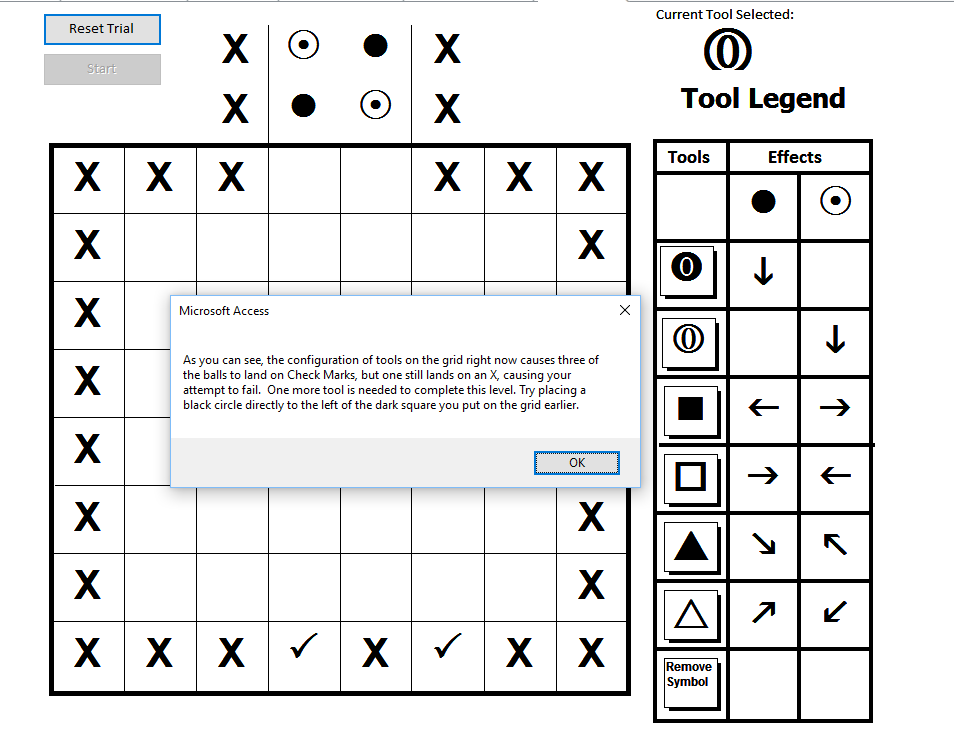 Reset Trial
Start
Current Tool Selected:
Tool Legend
X X
X X
Tools Effects
X X X X X X
X X
X
X
X
X X
X X
X X X ✓ X ✓ X X
Microsoft Access
As you can see, the configuration of tools on the grid right now causes three of
the balls to land on Check Marks, but one still lands on an X, causing your
attempt to fail.  One more tool is needed to complete this level. Try placing a
black circle directly to the left of the dark square you put on the grid earlier.
OK
Remove
Symbol